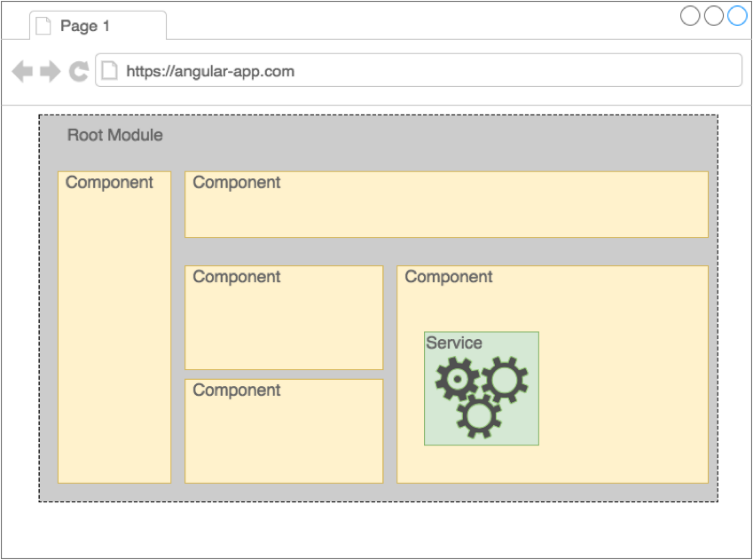 Page 1
https://angular-app.com
Root Module
Component
Component
Component
Component
Service
Component